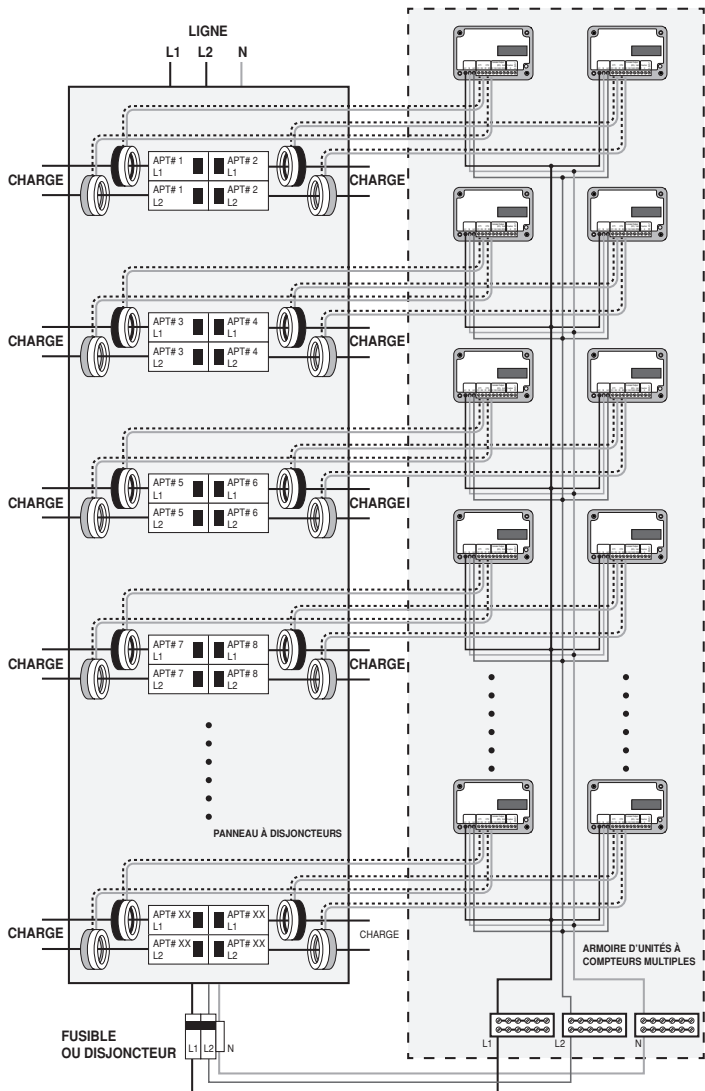 LIGNE
L1 L2 N
APT# 1
L1
APT# 2
L1
CHARGE
CHARGE
APT# 1
L2
APT# 2
L2
APT# 3
L1
APT# 4
L1
CHARGE
CHARGE
APT# 3
L2
APT# 4
L2
APT# 5
L1
APT# 6
L1
CHARGE
CHARGE
APT# 5
L2
APT# 6
L2
APT# 7
L1
APT# 8
L1
CHARGE
CHARGE
APT# 7
L2
APT# 8
L2
PANNEAU À DISJONCTEURS
APT# XX
L1
APT# XX
L1
CHARGE
CHARGE
APT# XX
L2
APT# XX
L2
ARMOIRE D'UNITÉS À
COMPTEURS MULTIPLES
FUSIBLE
OU DISJONCTEUR
L1 L2 N
L1 L2 N